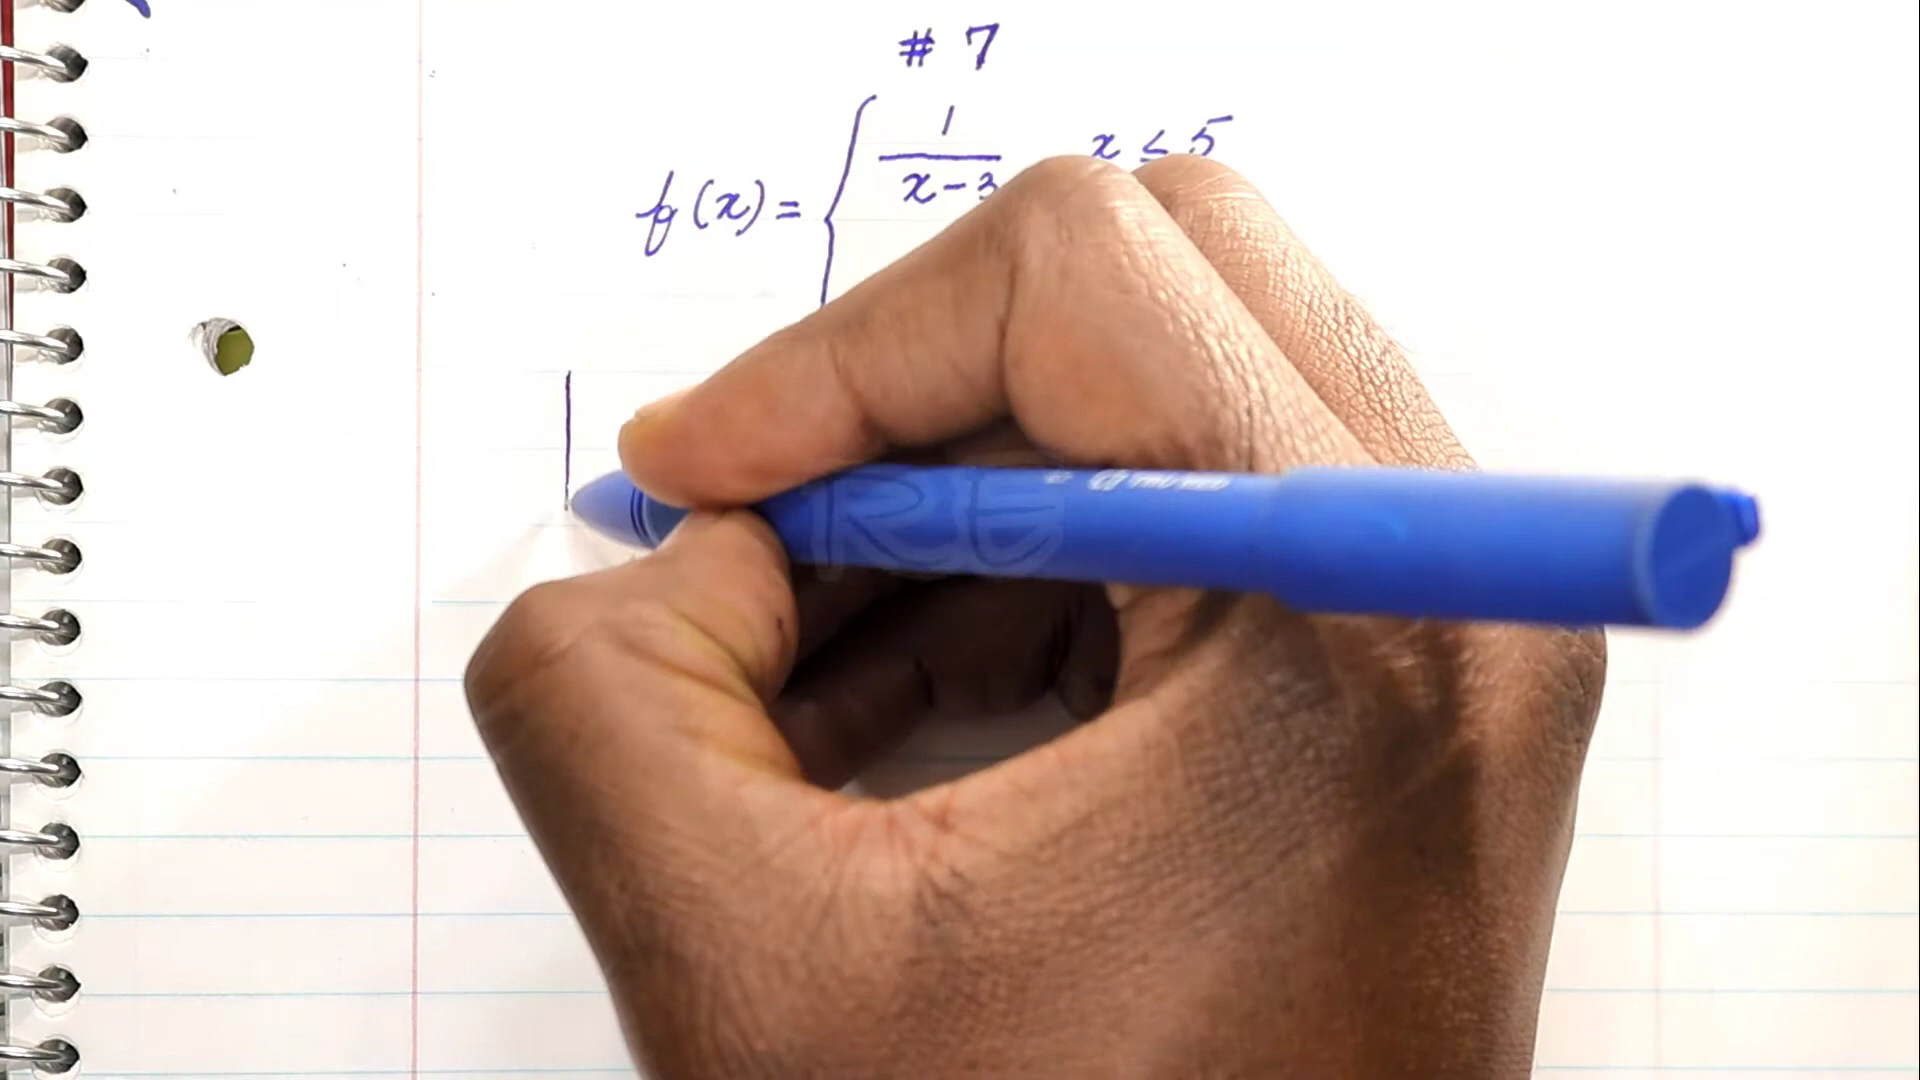 # 7
f(x) = { 1/(x-3) x ≤ 5